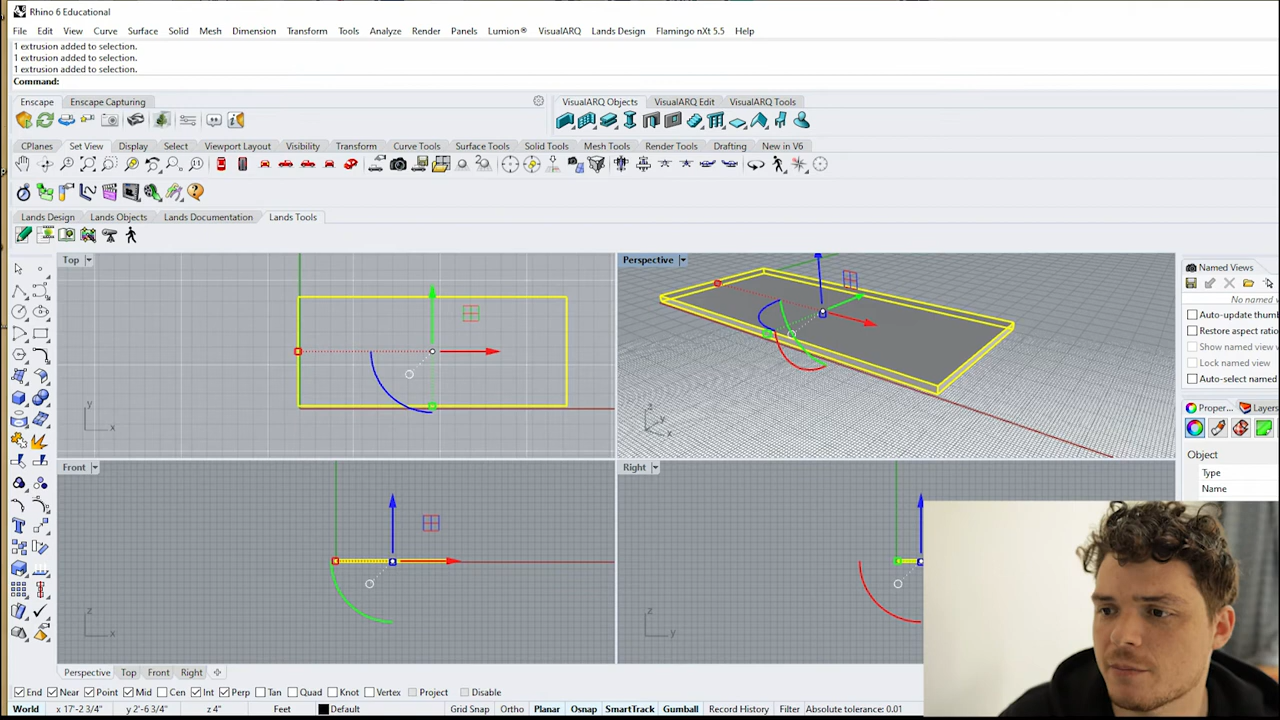 Rhino 6 Educational
File Edit View Curve Surface Solid Mesh Dimension Transform Tools Analyze Render Panels Lumion® VisualARQ Lands Design Flamingo nXt 5.5 Help
1 extrusion added to selection.
1 extrusion added to selection.
1 extrusion added to selection.
Command:
Enscape Enscape Capturing VisualARQ Objects VisualARQ Edit VisualARQ Tools
CPlanes Set View Display Select Viewport Layout Visibility Transform Curve Tools Surface Tools Solid Tools Mesh Tools Render Tools Drafting New in V6
Lands Design Lands Objects Lands Documentation Lands Tools
Top Perspective Named Views
No named
Auto-update thum
Restore aspect ratio
Show named view
Lock named view
Auto-select named
y x z y x
Proper... Layers
Object
Type
Name
Front Right
z x z y
Perspective Top Front Right
End Near Point Mid Cen Int Perp Tan Quad Knot Vertex Project Disable
World x 17'-2 3/4" y 2'-6 3/4" z 4" Feet Default Grid Snap Ortho Planar Osnap SmartTrack Gumball Record History Filter Absolute tolerance: 0.01